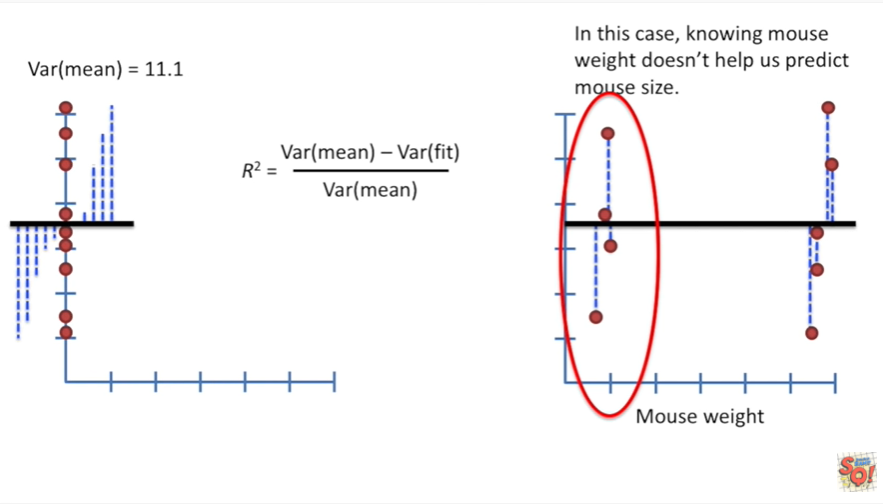 In this case, knowing mouse
weight doesn't help us predict
mouse size.
Var(mean) = 11.1
R² = Var(mean) – Var(fit)
Var(mean)
Mouse weight
SQ!